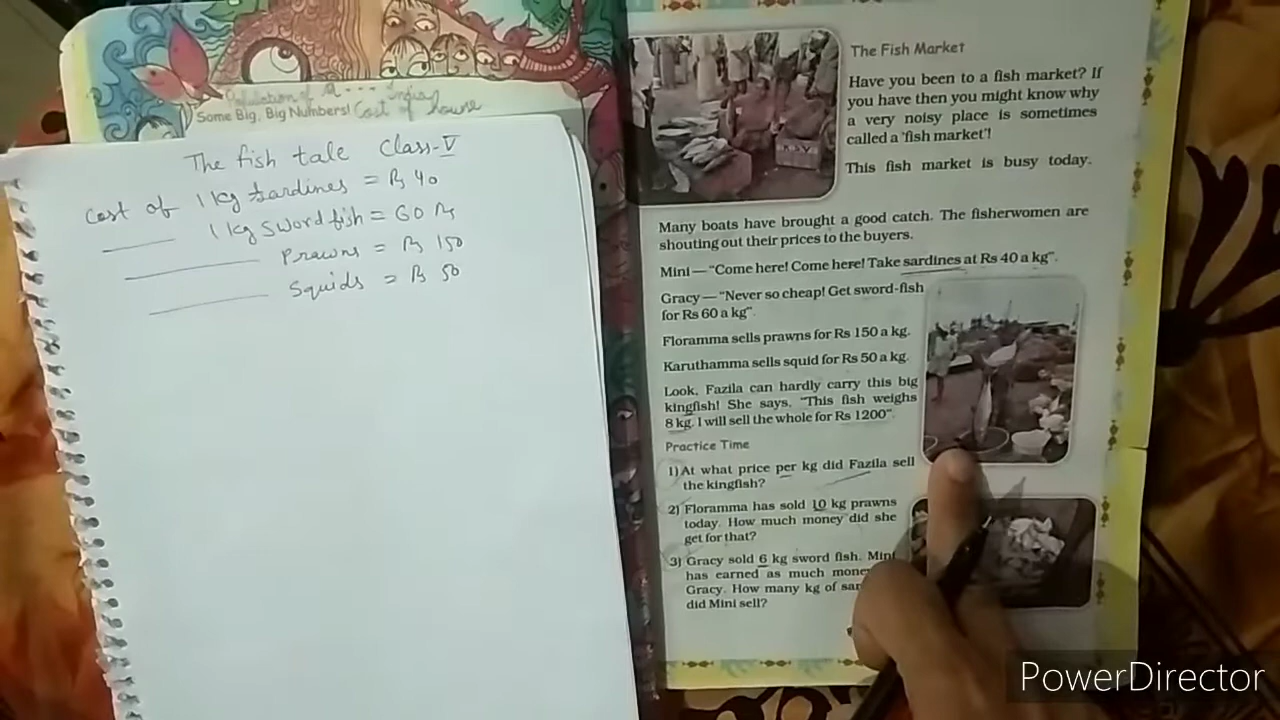 Population of
India
Some Big, Big Numbers! Cost of house
The fish tale Class-V
Cost of 1 kg sardines = Rs 40
1 kg Sword fish = 60 Rs
Prawns = Rs 150
Squids = Rs 50
The Fish Market
Have you been to a fish market? If
you have then you might know why
a very noisy place is sometimes
called a 'fish market'!
This fish market is busy today.
Many boats have brought a good catch. The fisherwomen are
shouting out their prices to the buyers.
Mini — "Come here! Come here! Take sardines at Rs 40 a kg".
Gracy — "Never so cheap! Get sword-fish
for Rs 60 a kg".
Floramma sells prawns for Rs 150 a kg.
Karuthamma sells squid for Rs 50 a kg.
Look, Fazila can hardly carry this big
kingfish! She says, "This fish weighs
8 kg. I will sell the whole for Rs 1200".
Practice Time
1) At what price per kg did Fazila sell
the kingfish?
2) Floramma has sold 10 kg prawns
today. How much money did she
get for that?
3) Gracy sold 6 kg sword fish. Mini
has earned as much
Gracy. How many kg of
did Mini sell?
PowerDirector